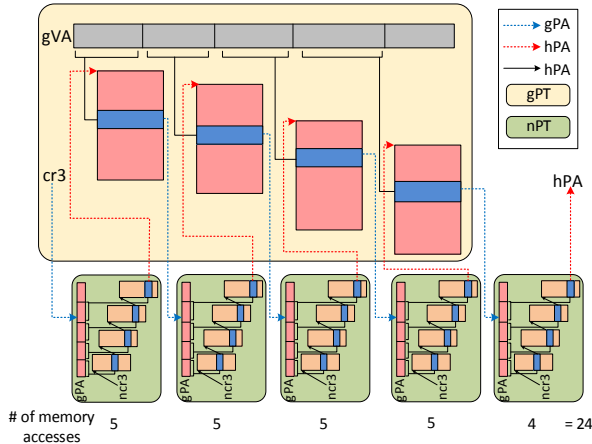 gVA
gPA
hPA
hPA
gPT
nPT
cr3
hPA
gPA
ncr3
gPA
ncr3
gPA
ncr3
gPA
ncr3
gPA
ncr3
# of memory
accesses
5
5
5
5
4
= 24